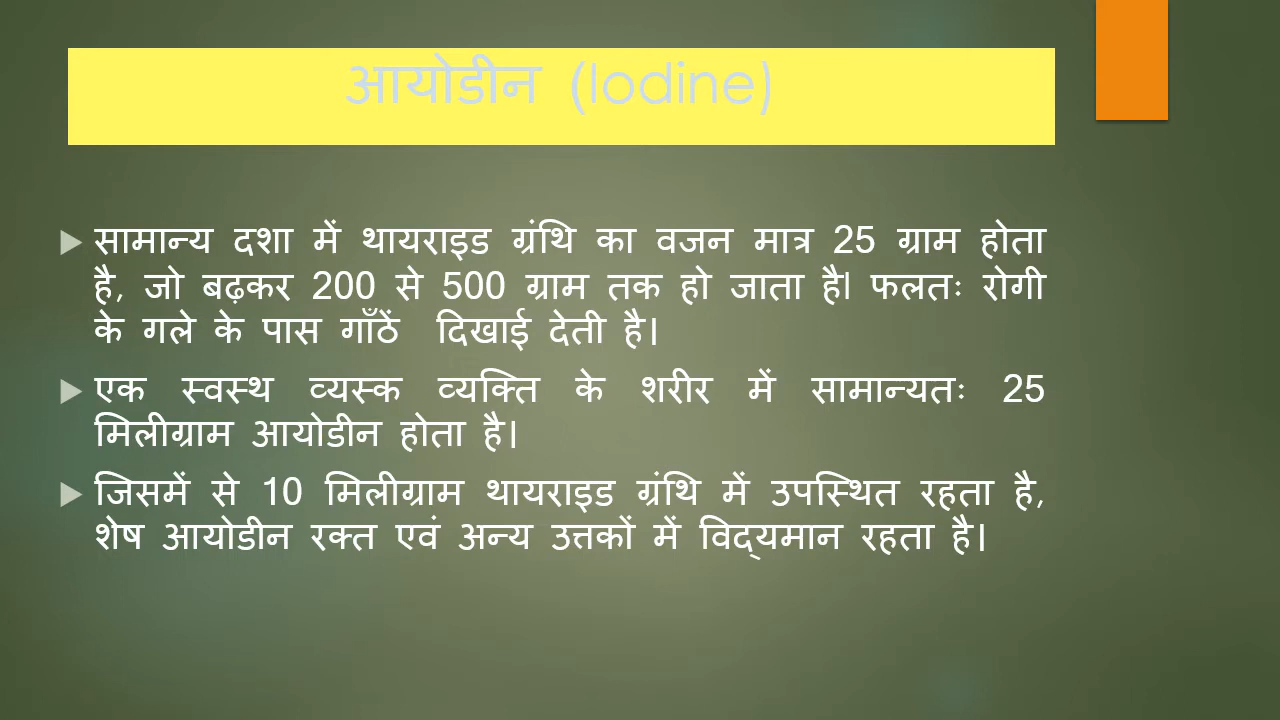 आयोडीन (Iodine)
सामान्य दशा में थायराइड ग्रंथि का वजन मात्र 25 ग्राम होता
है, जो बढ़कर 200 से 500 ग्राम तक हो जाता है। फलतः रोगी
के गले के पास गाँठें दिखाई देती है।
एक स्वस्थ व्यस्क व्यक्ति के शरीर में सामान्यतः 25
मिलीग्राम आयोडीन होता है।
जिसमें से 10 मिलीग्राम थायराइड ग्रंथि में उपस्थित रहता है,
शेष आयोडीन रक्त एवं अन्य उत्तकों में विद्यमान रहता है।